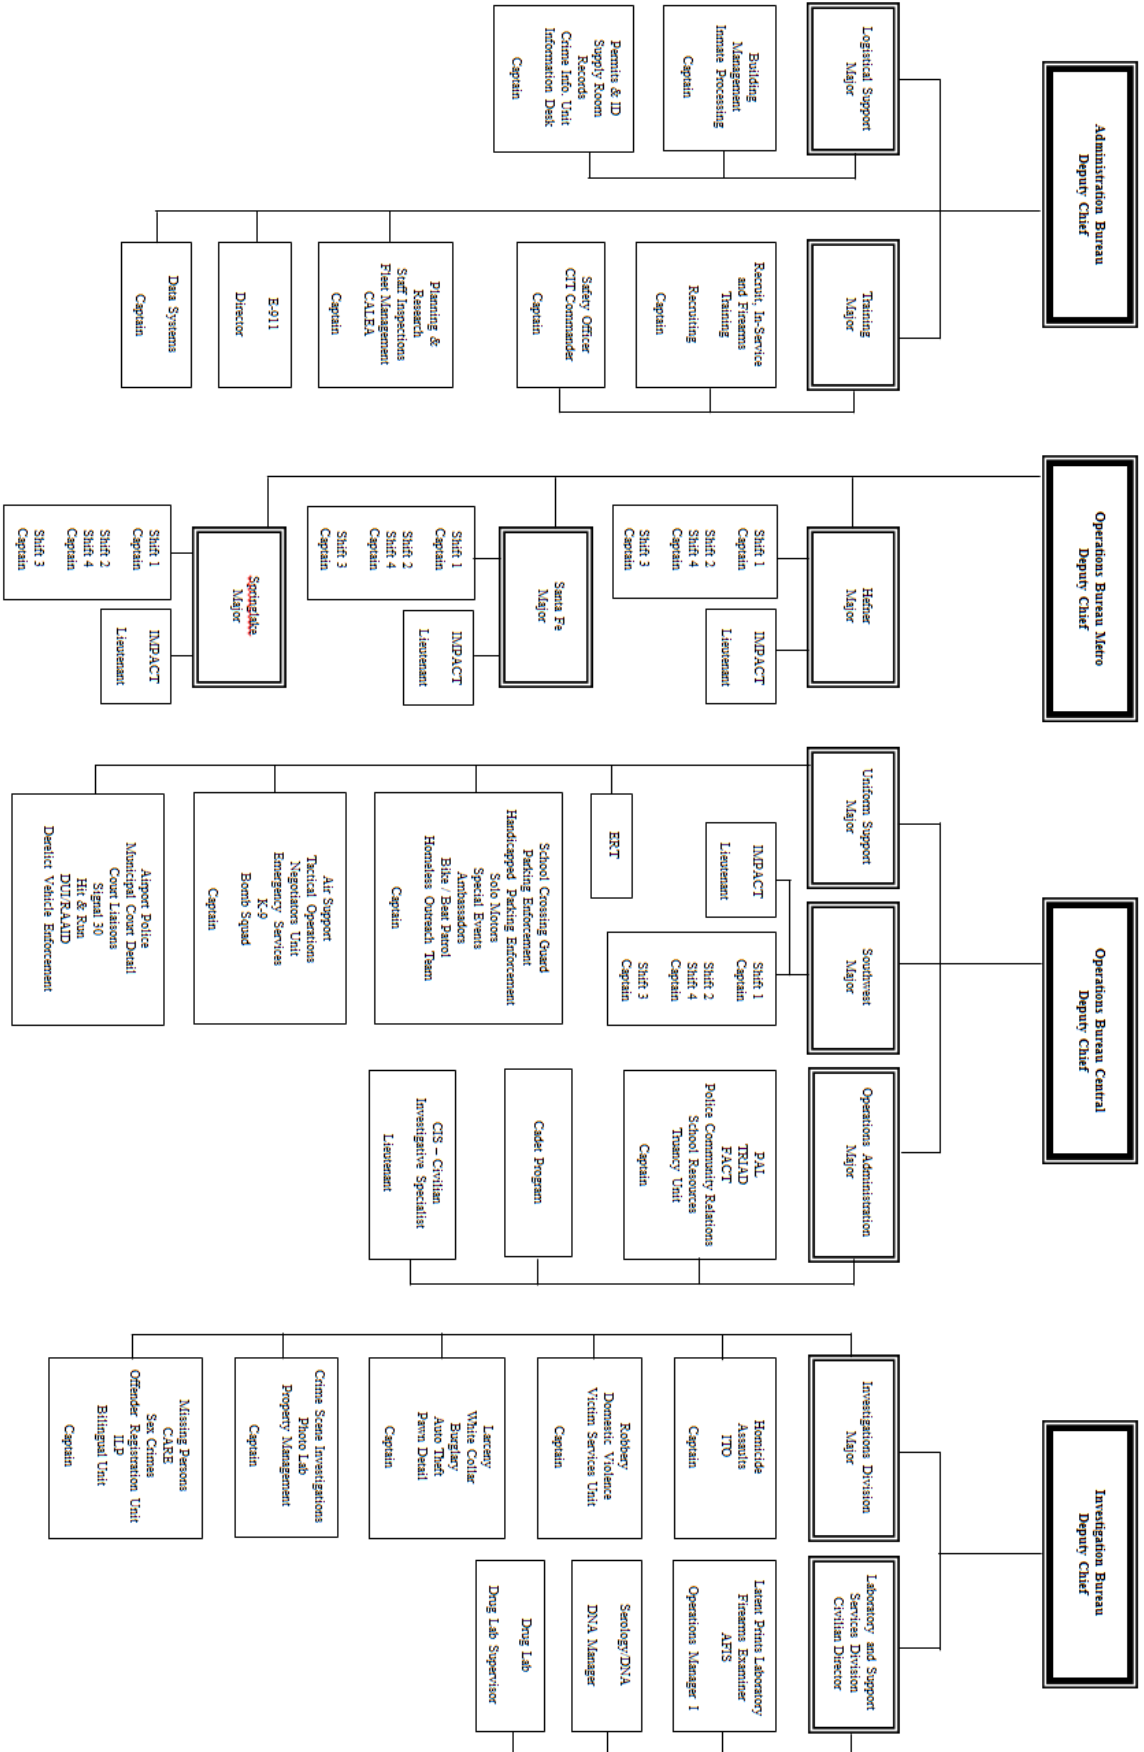 Administration Bureau
Deputy Chief
Logistical Support
Major
Building
Management
Inmate Processing
Captain
Permits & ID
Supply Room
Records
Crime Info. Unit
Information Desk
Captain
Training
Major
Recruit, In-Service
and Firearms
Training
Recruiting
Captain
Safety Officer
CIT Commander
Captain
Planning &
Research
Staff Inspections
Fleet Management
CALEA
Captain
E-911
Director
Data Systems
Captain
Operations Bureau Metro
Deputy Chief
Hefner
Major
Shift 1
Captain
Shift 2
Shift 4
Captain
Shift 3
Captain
IMPACT
Lieutenant
Santa Fe
Major
Shift 1
Captain
Shift 2
Shift 4
Captain
Shift 3
Captain
IMPACT
Lieutenant
Springlake
Major
Shift 1
Captain
Shift 2
Shift 4
Captain
Shift 3
Captain
IMPACT
Lieutenant
Operations Bureau Central
Deputy Chief
Uniform Support
Major
ERT
School Crossing Guard
Parking Enforcement
Handicapped Parking Enforcement
Solo Motors
Special Events
Ambassadors
Bike / Beat Patrol
Homeless Outreach Team
Captain
Air Support
Tactical Operations
Negotiators Unit
Emergency Services
K-9
Bomb Squad
Captain
Airport Police
Municipal Court Detail
Court Liaisons
Signal 30
Hit & Run
DUI/RAAID
Derelict Vehicle Enforcement
Southwest
Major
IMPACT
Lieutenant
Shift 1
Captain
Shift 2
Shift 4
Captain
Shift 3
Captain
Operations Administration
Major
PAL
TRIAD
FACT
Police Community Relations
School Resources
Truancy Unit
Captain
Cadet Program
CIS – Civilian
Investigative Specialist
Lieutenant
Investigation Bureau
Deputy Chief
Investigations Division
Major
Homicide
Assaults
ITO
Captain
Robbery
Domestic Violence
Victim Services Unit
Captain
Larceny
White Collar
Burglary
Auto Theft
Pawn Detail
Captain
Crime Scene Investigations
Photo Lab
Property Management
Captain
Missing Persons
CARE
Sex Crimes
Offender Registration Unit
ILP
Bilingual Unit
Captain
Laboratory and Support
Services Division
Civilian Director
Latent Prints Laboratory
Firearms Examiner
AFIS
Operations Manager I
Serology/DNA
DNA Manager
Drug Lab
Drug Lab Supervisor